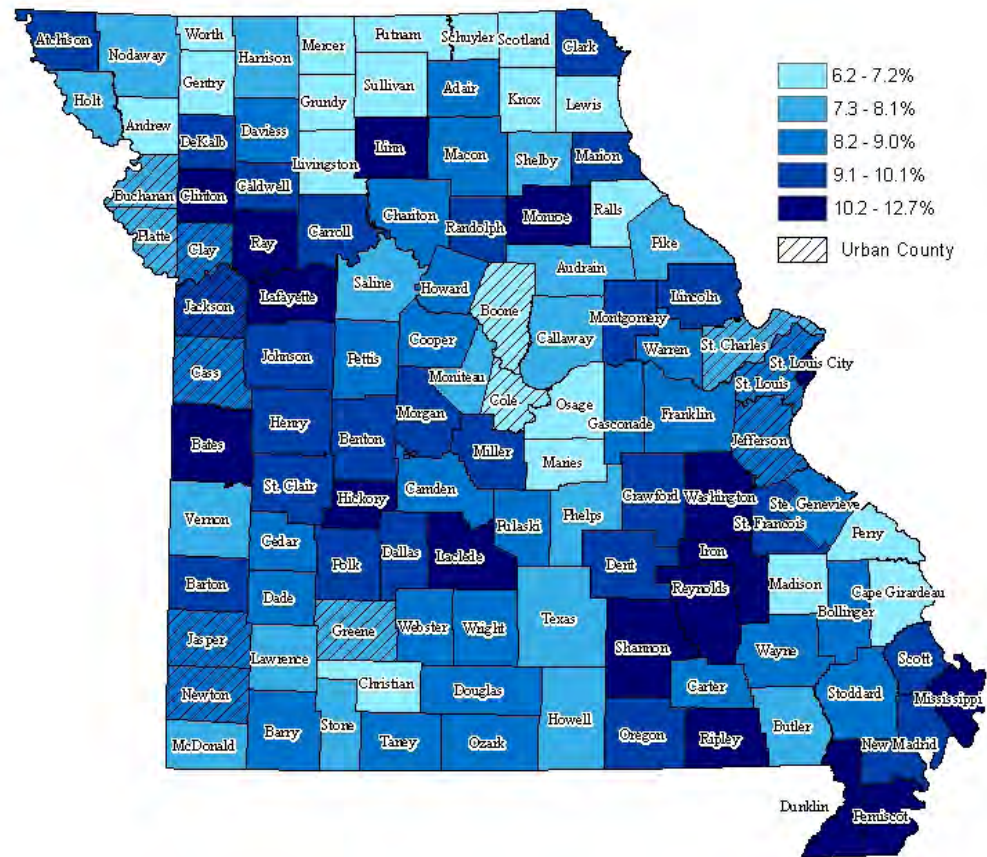 Atchison
Nodaway
Worth
Harrison
Mercer
Putnam
Schuyler
Scotland
Clark
Gentry
Sullivan
Adair
Knox
Lewis
Holt
Andrew
DeKalb
Daviess
Grundy
Livingston
Linn
Macon
Shelby
Marion
Buchanan
Clinton
Caldwell
Chariton
Randolph
Monroe
Ralls
Pike
Platte
Clay
Ray
Carroll
Saline
Howard
Boone
Audrain
Jackson
Lafayette
Cooper
Callaway
Montgomery
Lincoln
Warren
St. Charles
St. Louis City
St. Louis
Cass
Johnson
Pettis
Moniteau
Cole
Osage
Gasconade
Franklin
Jefferson
Bates
Henry
Benton
Morgan
Miller
Maries
St. Clair
Hickory
Camden
Pulaski
Phelps
Crawford
Washington
Ste. Genevieve
St. Francois
Perry
Vernon
Cedar
Polk
Dallas
Laclede
Dent
Iron
Reynolds
Madison
Cape Girardeau
Bollinger
Barton
Dade
Jasper
Lawrence
Greene
Webster
Wright
Texas
Shannon
Wayne
Scott
Newton
Christian
Douglas
Carter
Stoddard
Mississippi
McDonald
Barry
Stone
Taney
Ozark
Howell
Oregon
Ripley
Butler
New Madrid
Dunklin
Pemiscot
6.2 - 7.2%
7.3 - 8.1%
8.2 - 9.0%
9.1 - 10.1%
10.2 - 12.7%
Urban County